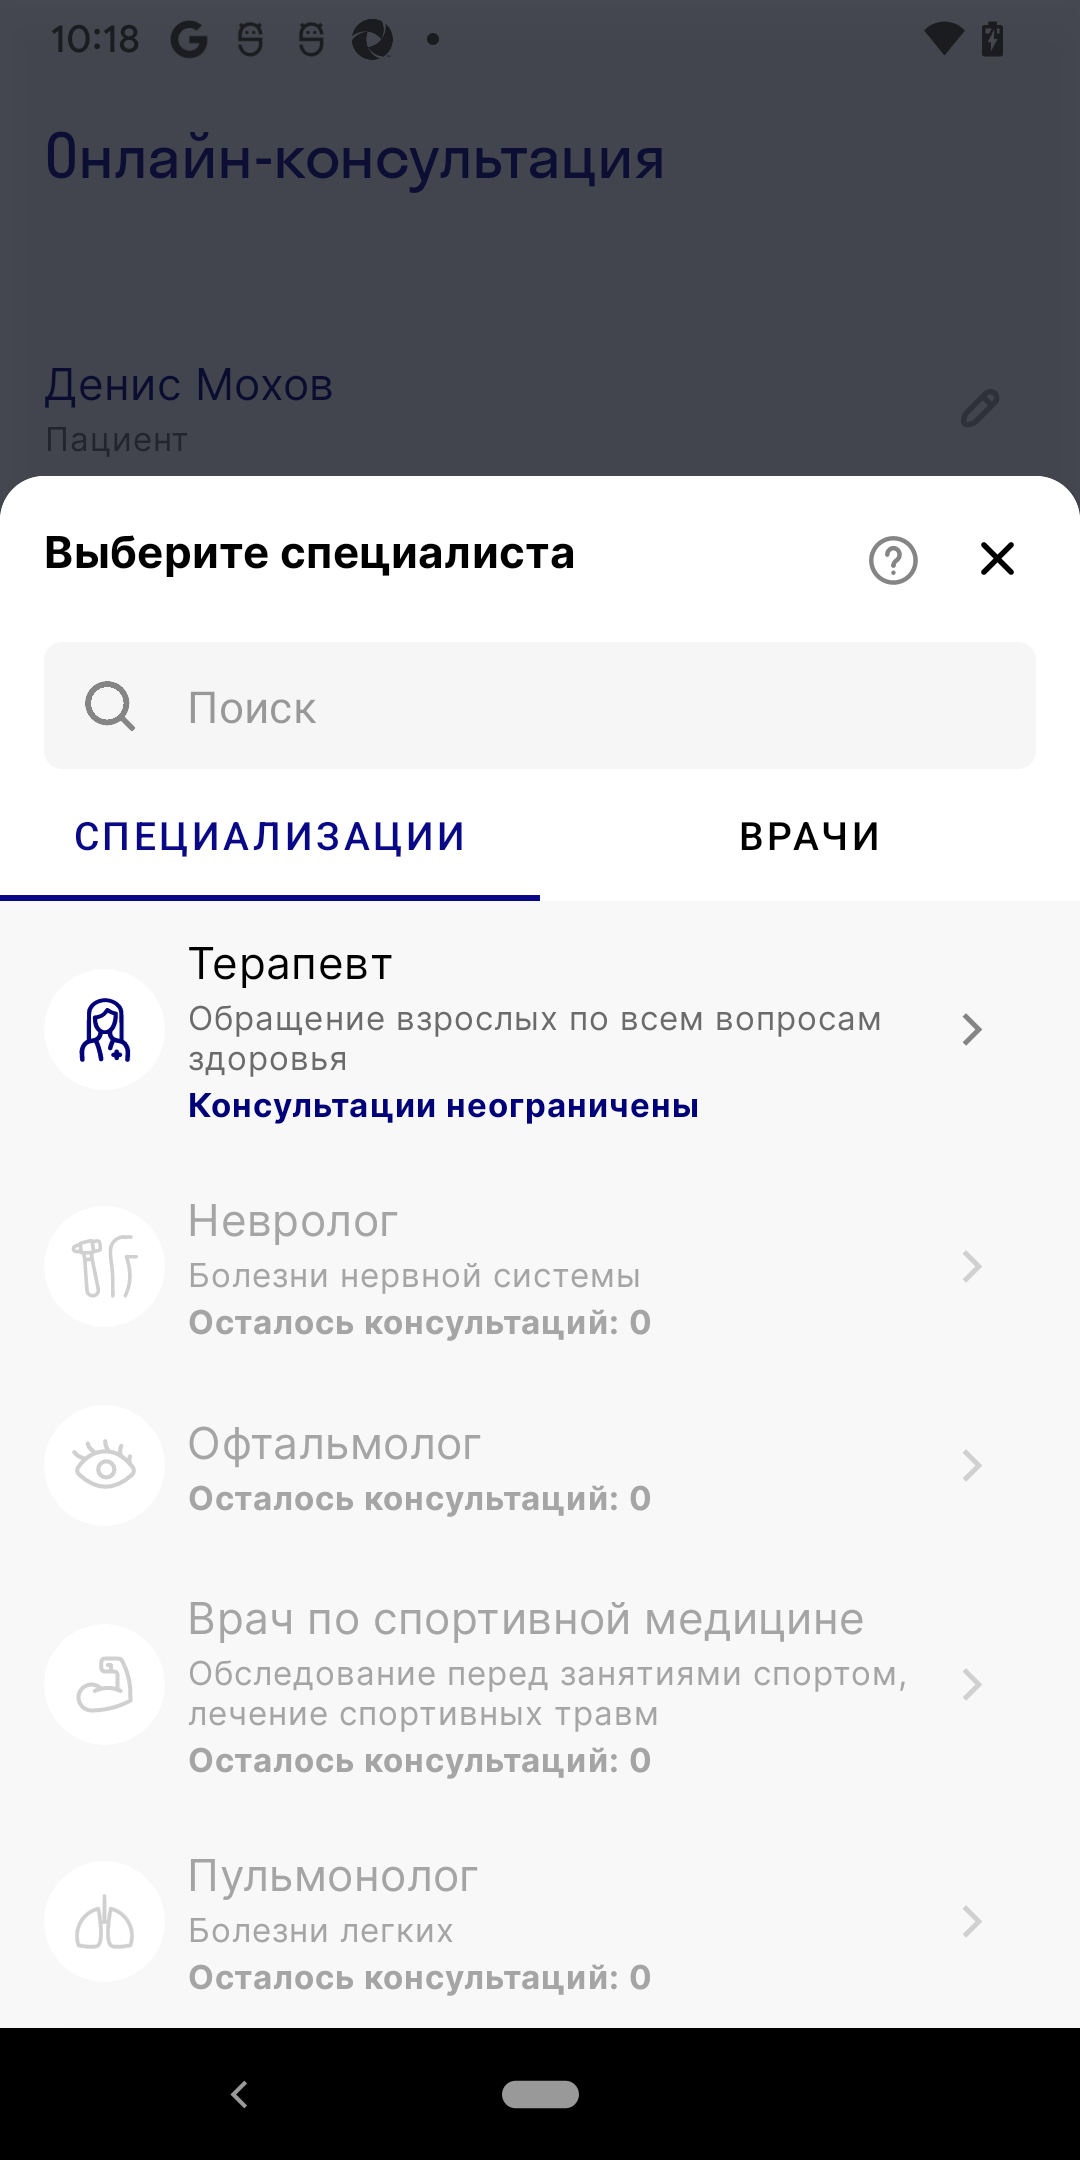 10:18
Онлайн-консультация
Денис Мохов
Пациент
Выберите специалиста
Поиск
СПЕЦИАЛИЗАЦИИ
ВРАЧИ
Терапевт
Обращение взрослых по всем вопросам
здоровья
Консультации неограничены
Невролог
Болезни нервной системы
Осталось консультаций: 0
Офтальмолог
Осталось консультаций: 0
Врач по спортивной медицине
Обследование перед занятиями спортом,
лечение спортивных травм
Осталось консультаций: 0
Пульмонолог
Болезни легких
Осталось консультаций: 0